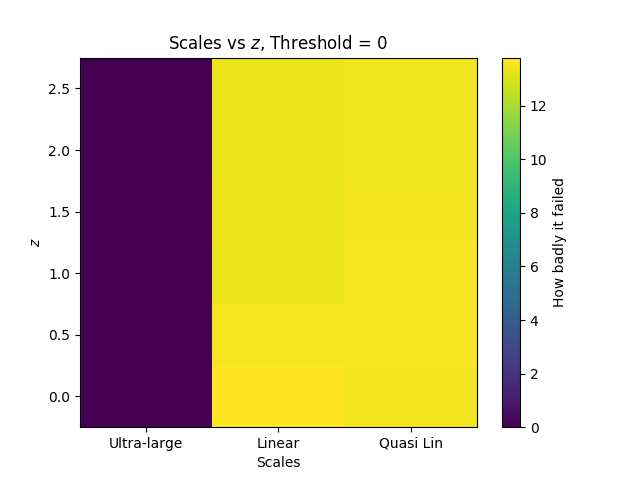 Scales vs z, Threshold = 0
2.5
2.0
1.5
1.0
0.5
0.0
z
Ultra-large Linear Quasi Lin
Scales
12
10
8
6
4
2
0
How badly it failed